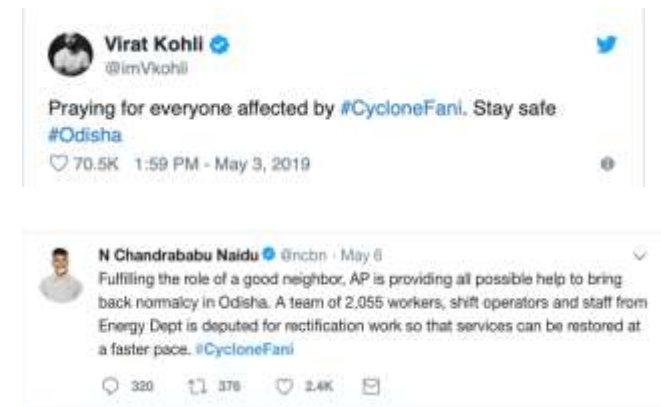 Virat Kohli
@imVkohli
Praying for everyone affected by #CycloneFani. Stay safe
#Odisha
70.5K 1:59 PM - May 3, 2019
N Chandrababu Naidu @ncbn · May 6
Fulfilling the role of a good neighbor, AP is providing all possible help to bring
back normalcy in Odisha. A team of 2,055 workers, shift operators and staff from
Energy Dept is deputed for rectification work so that services can be restored at
a faster pace. #CycloneFani
320 376 2.4K